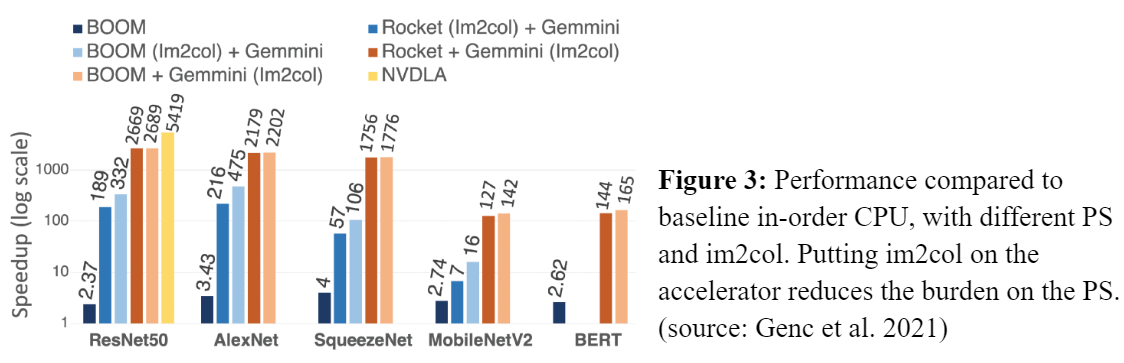 BOOM
Rocket (Im2col) + Gemmini
BOOM (Im2col) + Gemmini
Rocket + Gemmini (Im2col)
BOOM + Gemmini (Im2col)
NVDLA
Speedup (log scale)
1000
100
10
1
2.37
189
332
2669
2689
5419
3.43
216
475
2179
2202
4
57
106
1756
1776
2.74
7
16
127
142
2.62
144
165
ResNet50
AlexNet
SqueezeNet
MobileNetV2
BERT
Figure 3: Performance compared to
baseline in-order CPU, with different PS
and im2col. Putting im2col on the
accelerator reduces the burden on the PS.
(source: Genc et al. 2021)